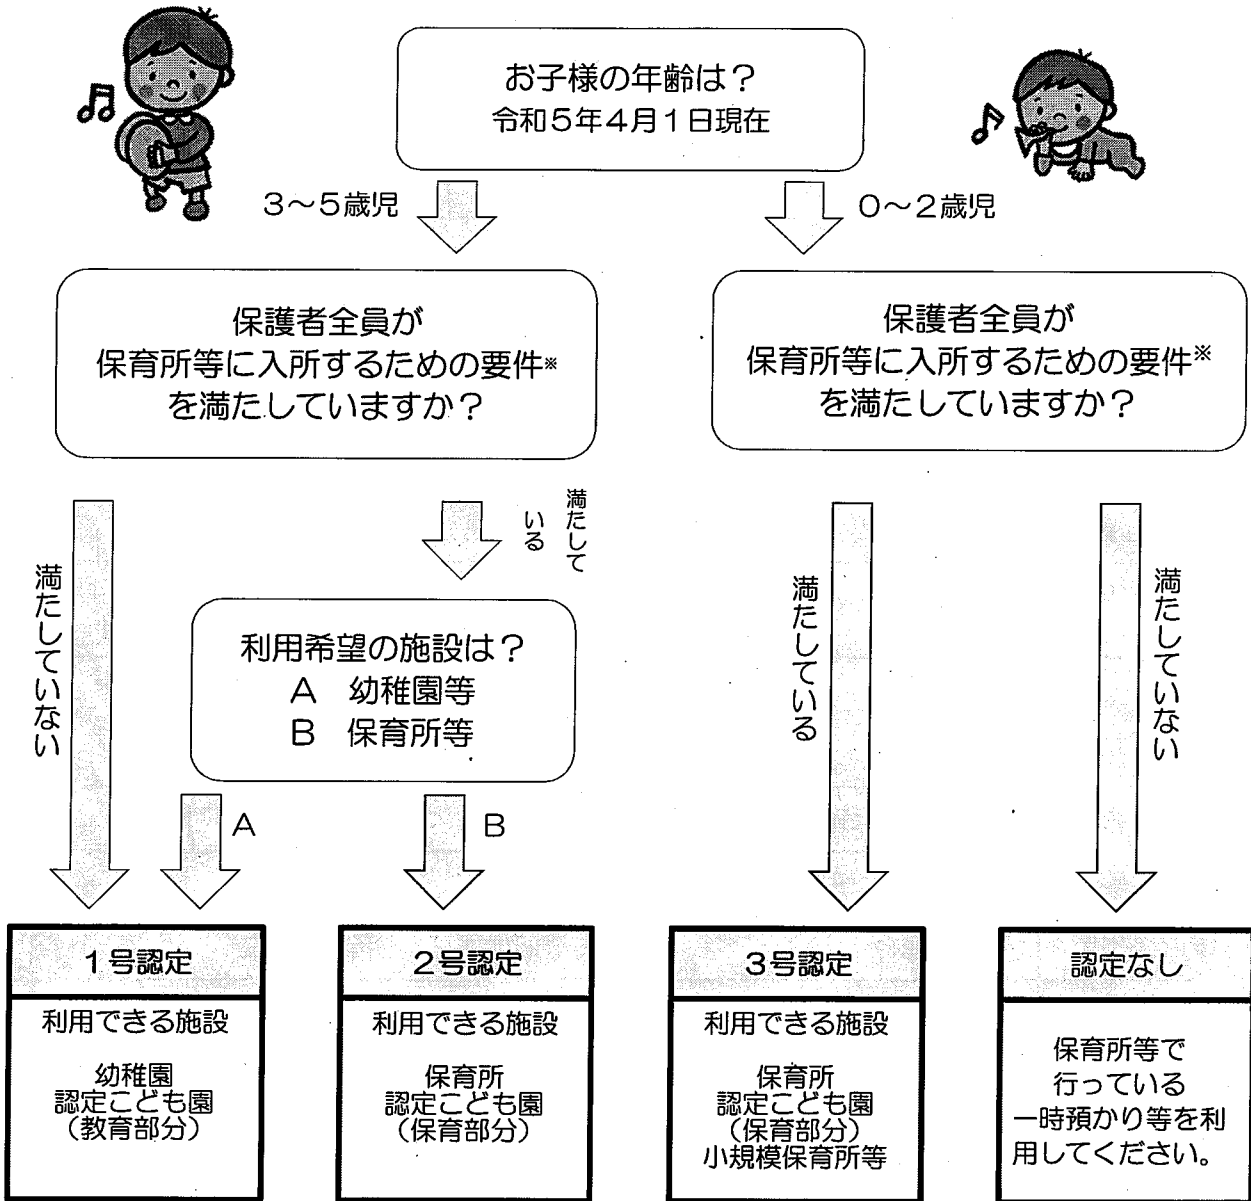 お子様の年齢は？
令和５年４月１日現在
３～５歳児
０～２歳児
保護者全員が
保育所等に入所するための要件※
を満たしていますか？
保護者全員が
保育所等に入所するための要件※
を満たしていますか？
満たしていない
満たして
いる
利用希望の施設は？
A　幼稚園等
B　保育所等
A
B
満たしている
満たしていない
１号認定
利用できる施設
幼稚園
認定こども園
（教育部分）
２号認定
利用できる施設
保育所
認定こども園
（保育部分）
３号認定
利用できる施設
保育所
認定こども園
（保育部分）
小規模保育所等
認定なし
保育所等で
行っている
一時預かり等を利
用してください。